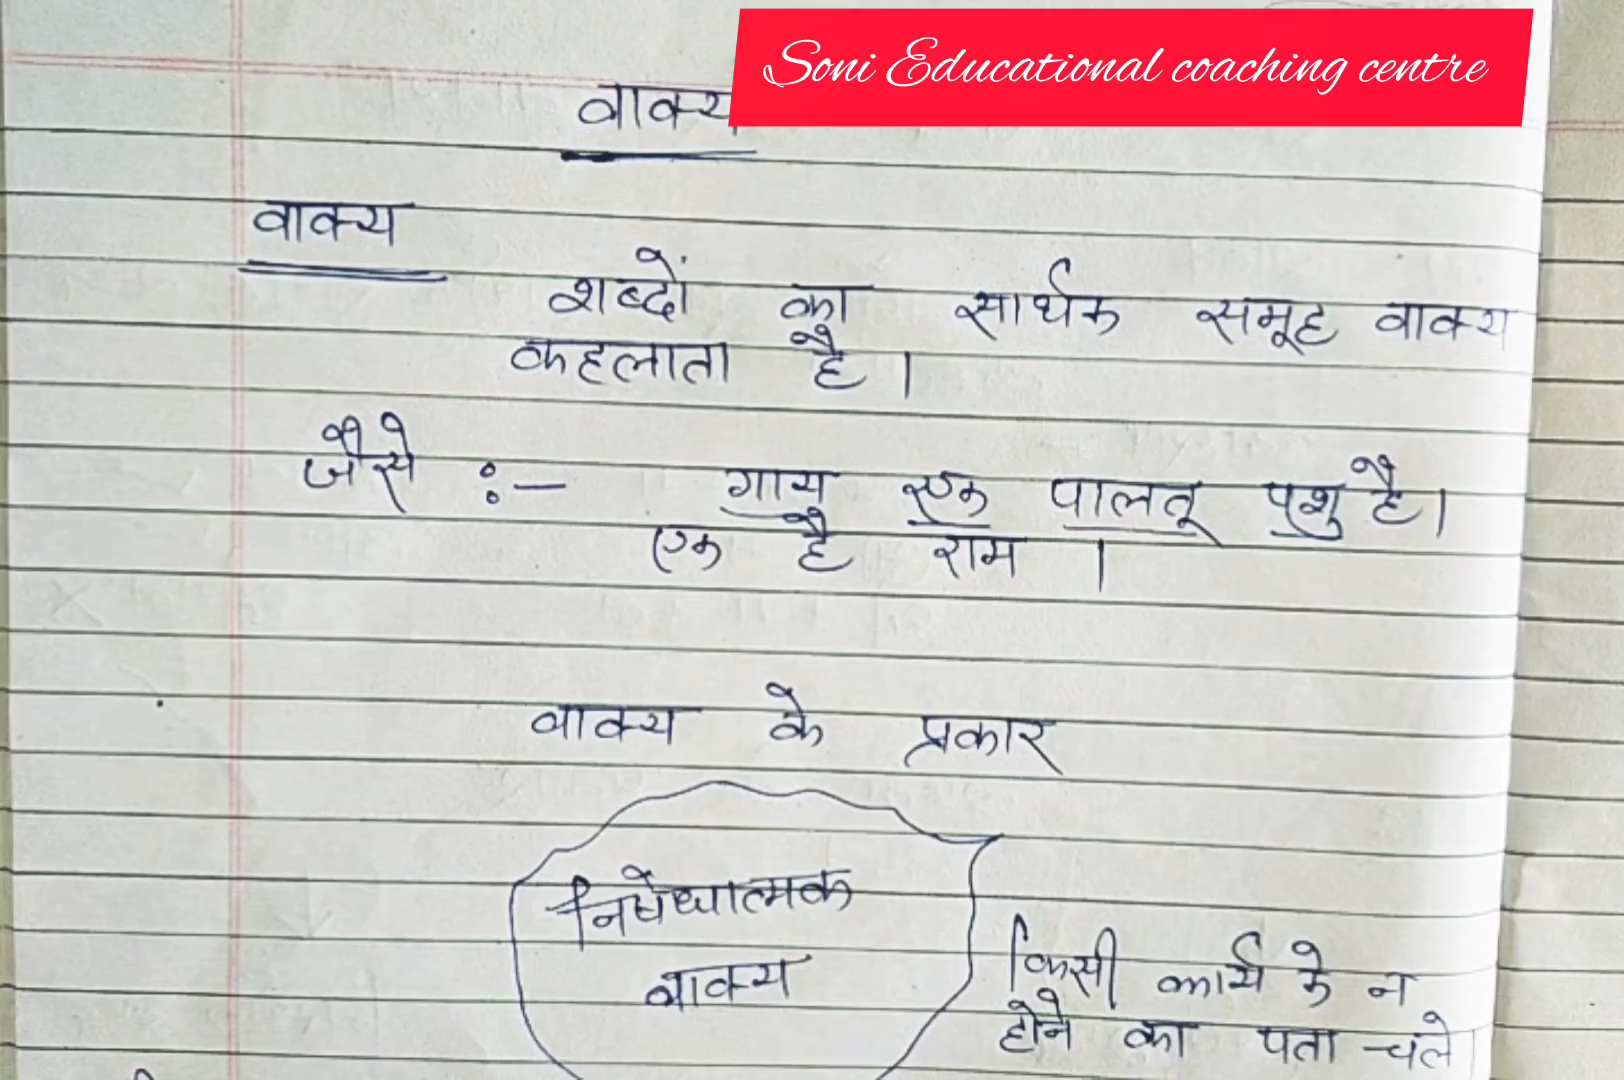 Soni Educational coaching centre
वाक्य
वाक्य
शब्दों का सार्थक समूह वाक्य
कहलाता है।
जैसे :- गाय एक पालतू पशु है।
एक है राम ।
वाक्य के प्रकार
निषेधात्मक
वाक्य
किसी कार्य के न
होने का पता चले